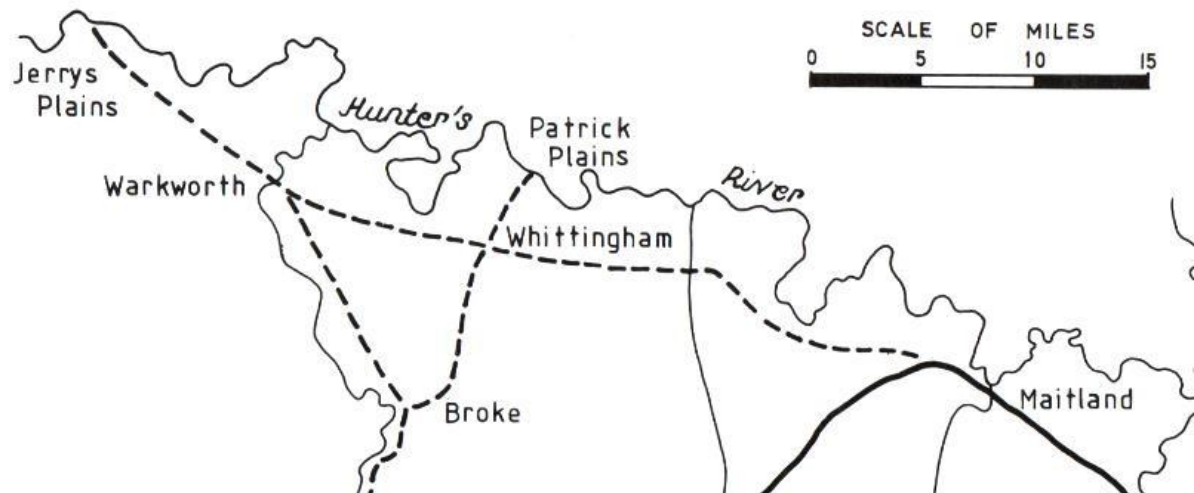 SCALE OF MILES
0 5 10 15
Jerrys
Plains
Hunter's
Patrick
Plains
River
Warkworth
Whittingham
Broke
Maitland